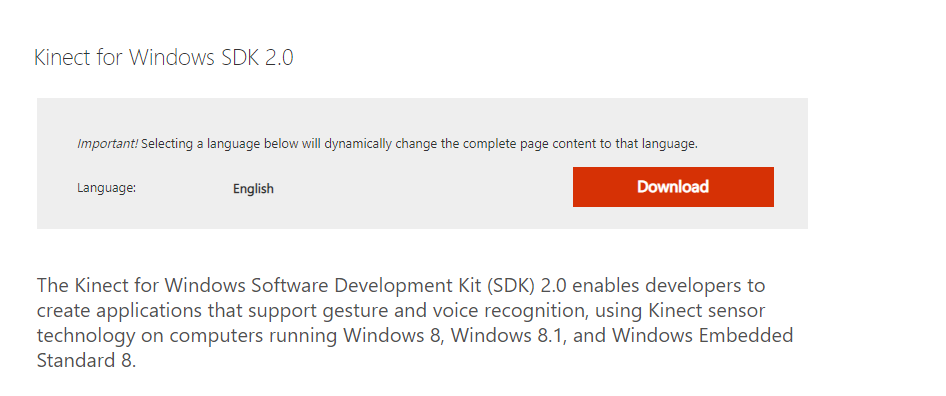 Kinect for Windows SDK 2.0
Important! Selecting a language below will dynamically change the complete page content to that language.
Language: English Download
The Kinect for Windows Software Development Kit (SDK) 2.0 enables developers to
create applications that support gesture and voice recognition, using Kinect sensor
technology on computers running Windows 8, Windows 8.1, and Windows Embedded
Standard 8.